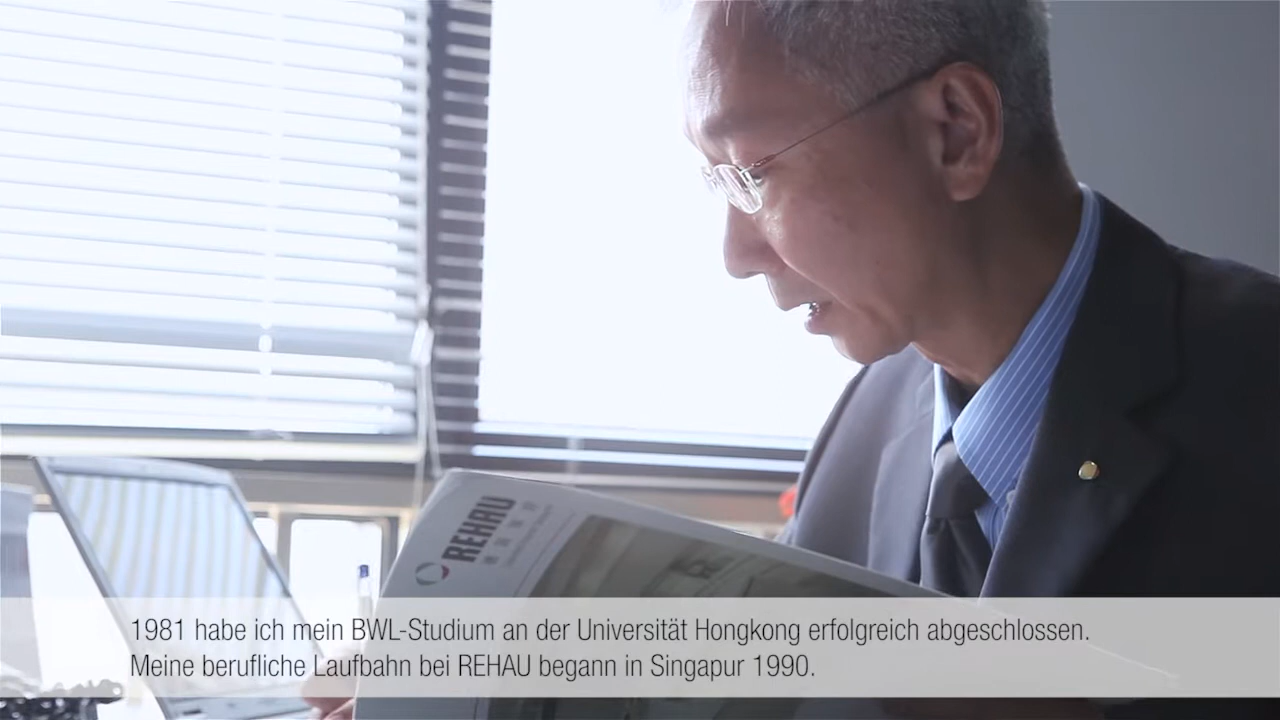 REHAU
1981 habe ich mein BWL-Studium an der Universität Hongkong erfolgreich abgeschlossen.
Meine berufliche Laufbahn bei REHAU begann in Singapur 1990.